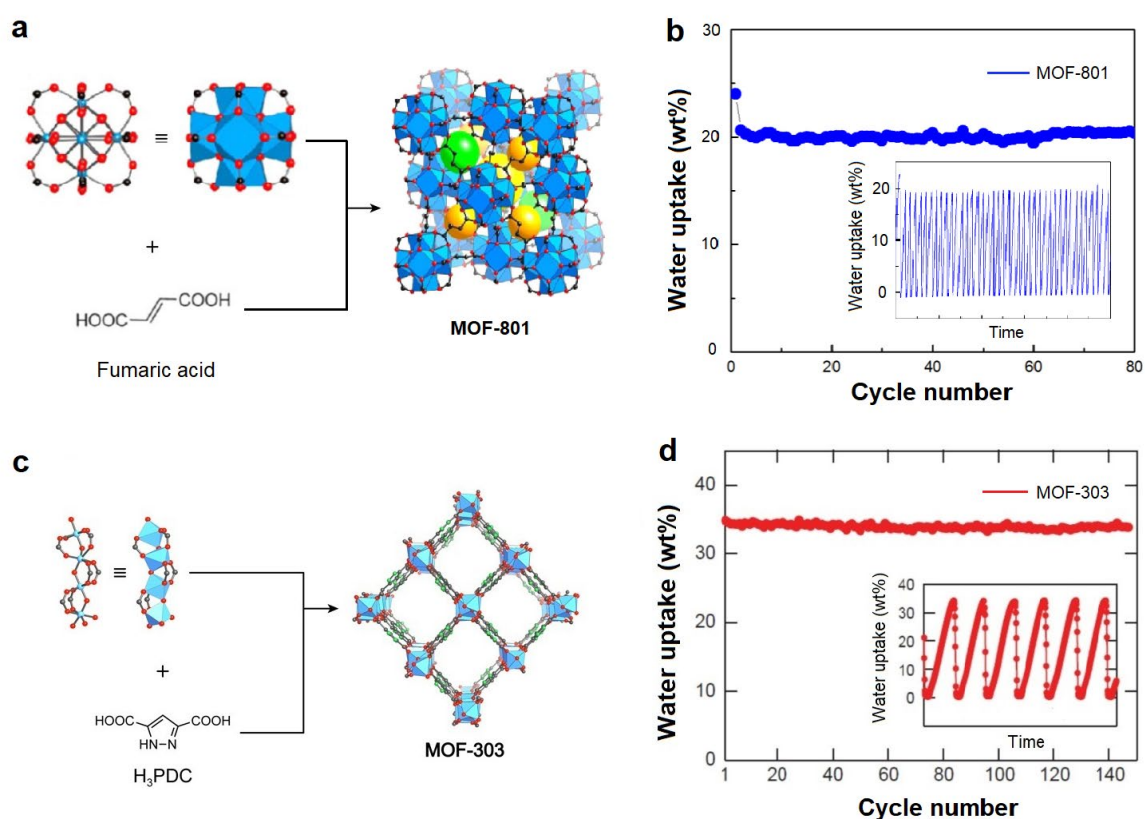 a
≡
+
HOOC
COOH
Fumaric acid
MOF-801
b
Water uptake (wt%)
30
20
10
0
MOF-801
Water uptake (wt%)
20
10
0
Time
0
20
40
60
80
Cycle number
c
≡
+
HOOC
COOH
HN-N
H₃PDC
MOF-303
d
Water uptake (wt%)
40
30
20
10
0
MOF-303
Water uptake (wt%)
40
30
20
10
0
Time
1
20
40
60
80
100
120
140
Cycle number